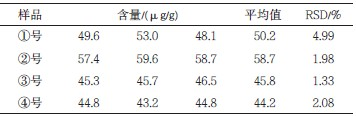 样品 含量/(μg/g) 平均值 RSD/%
①号 49.6 53.0 48.1 50.2 4.99
②号 57.4 59.6 58.7 58.7 1.98
③号 45.3 45.7 46.5 45.8 1.33
④号 44.8 43.2 44.8 44.2 2.08